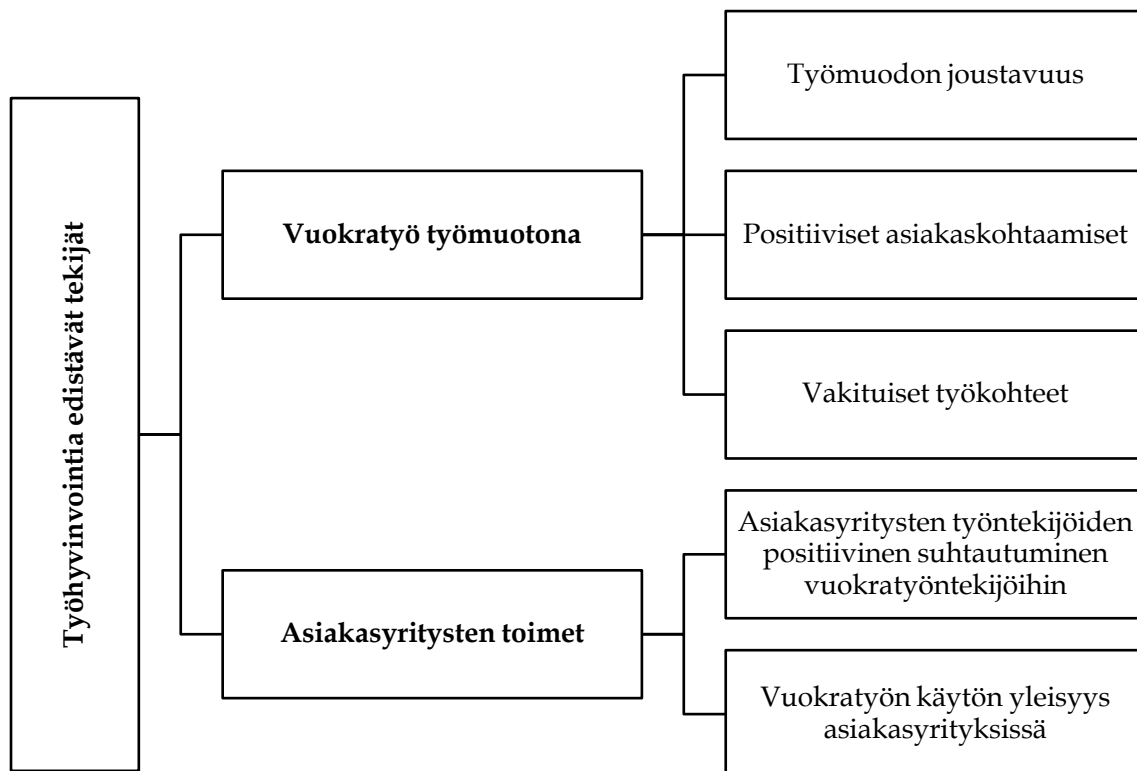 Työhyvinvointia edistävät tekijät
Vuokratyö työmuotona
Työmuodon joustavuus
Positiiviset asiakaskohtaamiset
Vakituiset työkohteet
Asiakasyritysten toimet
Asiakasyritysten työntekijöiden
positiivinen suhtautuminen
vuokratyöntekijöihin
Vuokratyön käytön yleisyys
asiakasyrityksissä